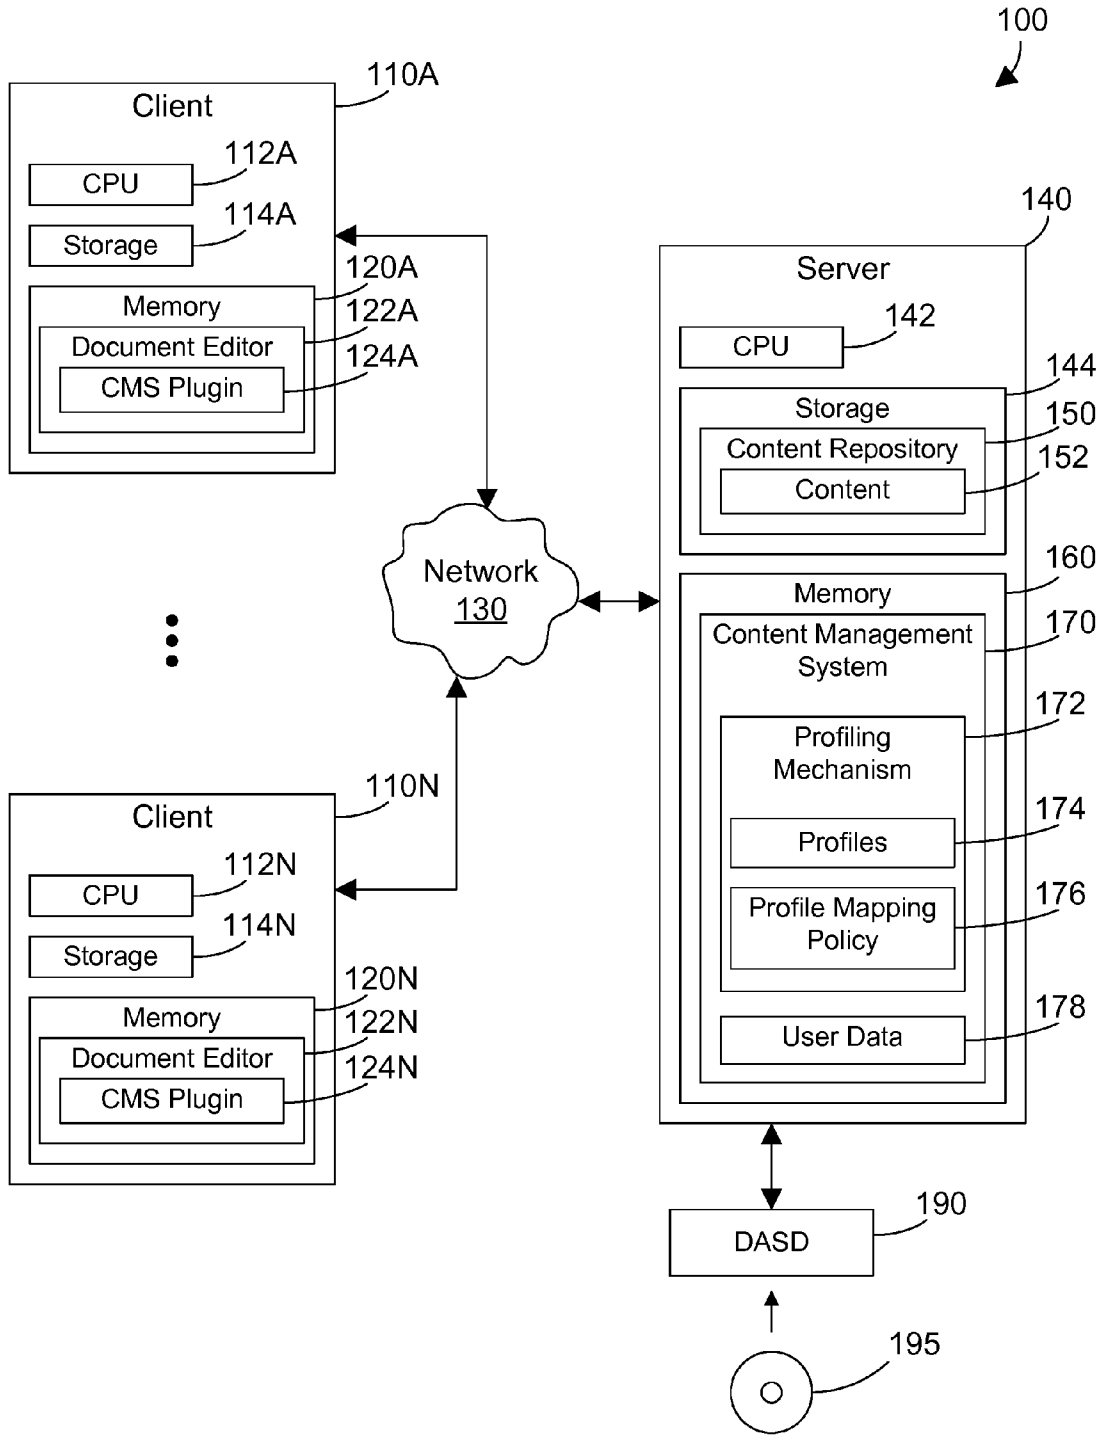 100
110A
Client
112A
CPU
114A
Storage
120A
Memory
122A
Document Editor
124A
CMS Plugin
Network
130
110N
Client
112N
CPU
114N
Storage
120N
Memory
122N
Document Editor
124N
CMS Plugin
140
Server
142
CPU
144
Storage
150
Content Repository
152
Content
160
Memory
170
Content Management
System
172
Profiling
Mechanism
174
Profiles
176
Profile Mapping
Policy
178
User Data
190
DASD
195